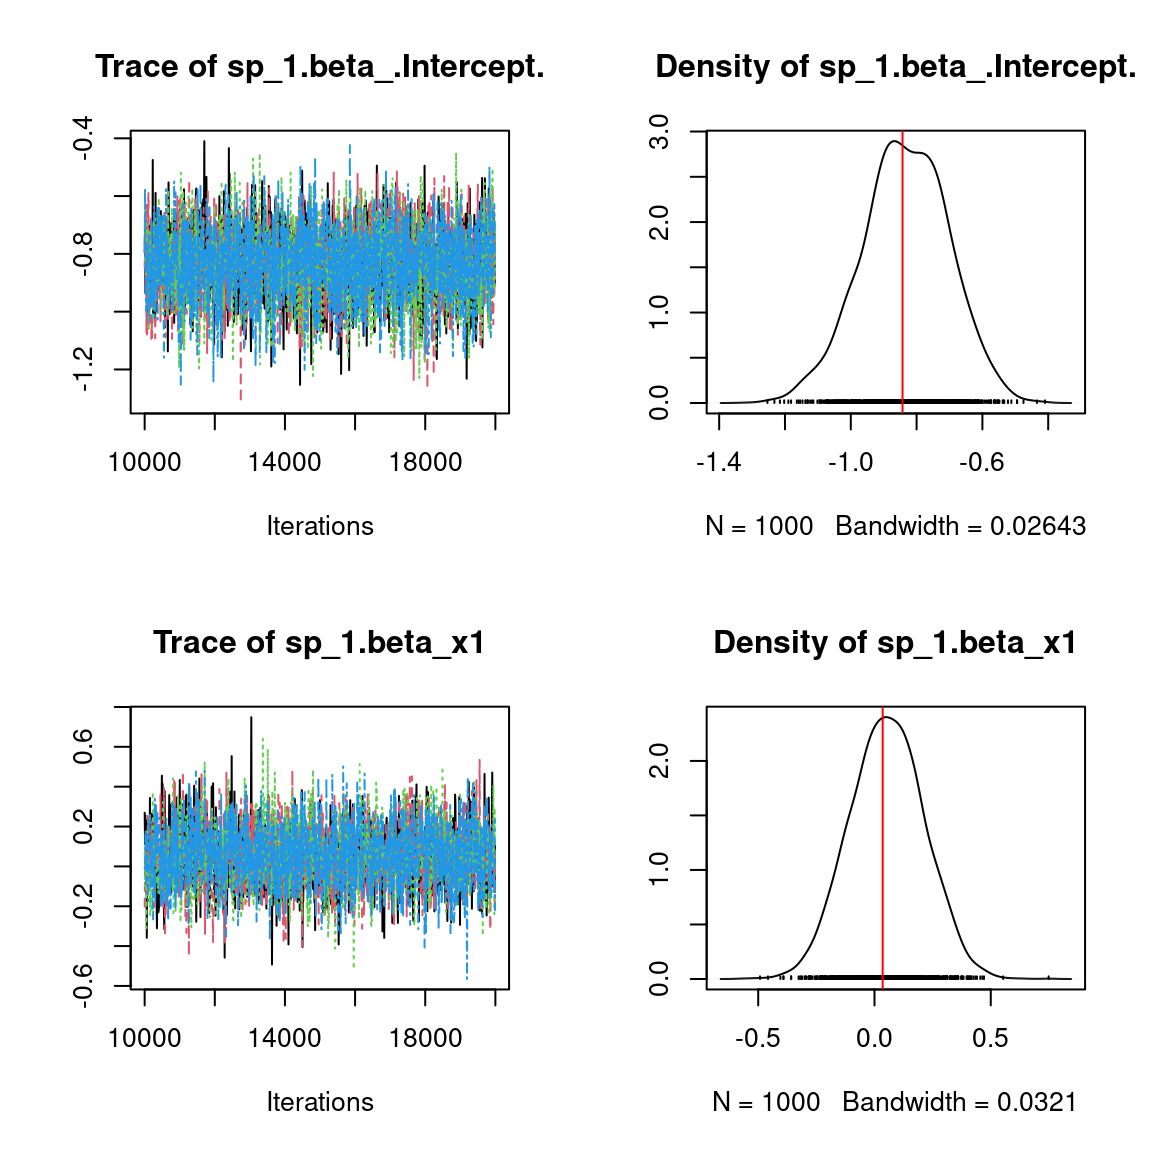 Trace of sp_1.beta_.Intercept.
-0.4
-0.8
-1.2
10000 14000 18000
Iterations
Density of sp_1.beta_.Intercept.
3.0
2.0
1.0
0.0
-1.4 -1.0 -0.6
N = 1000 Bandwidth = 0.02643
Trace of sp_1.beta_x1
0.6
0.2
-0.2
-0.6
10000 14000 18000
Iterations
Density of sp_1.beta_x1
2.0
1.0
0.0
-0.5 0.0 0.5
N = 1000 Bandwidth = 0.0321